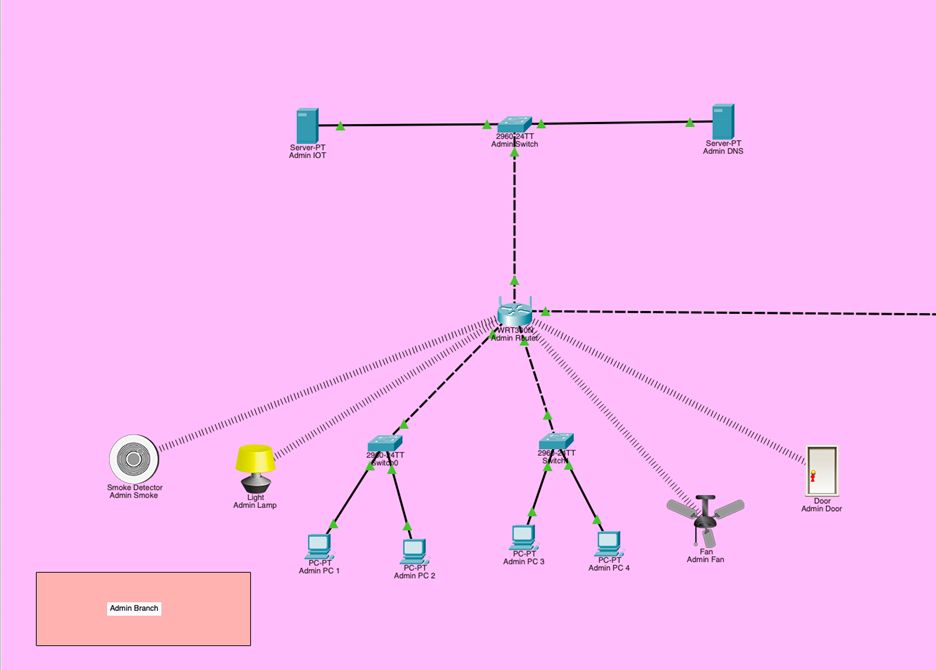 Server-PT
Admin IOT
2960-24TT
Admin Switch
Server-PT
Admin DNS
WRT300N
Admin Router
Smoke Detector
Admin Smoke
Light
Admin Lamp
2960-24TT
Switch0
2960-24TT
PC-PT
Admin PC 1
PC-PT
Admin PC 2
PC-PT
Admin PC 3
PC-PT
Admin PC 4
Fan
Admin Fan
Door
Admin Door
Admin Branch